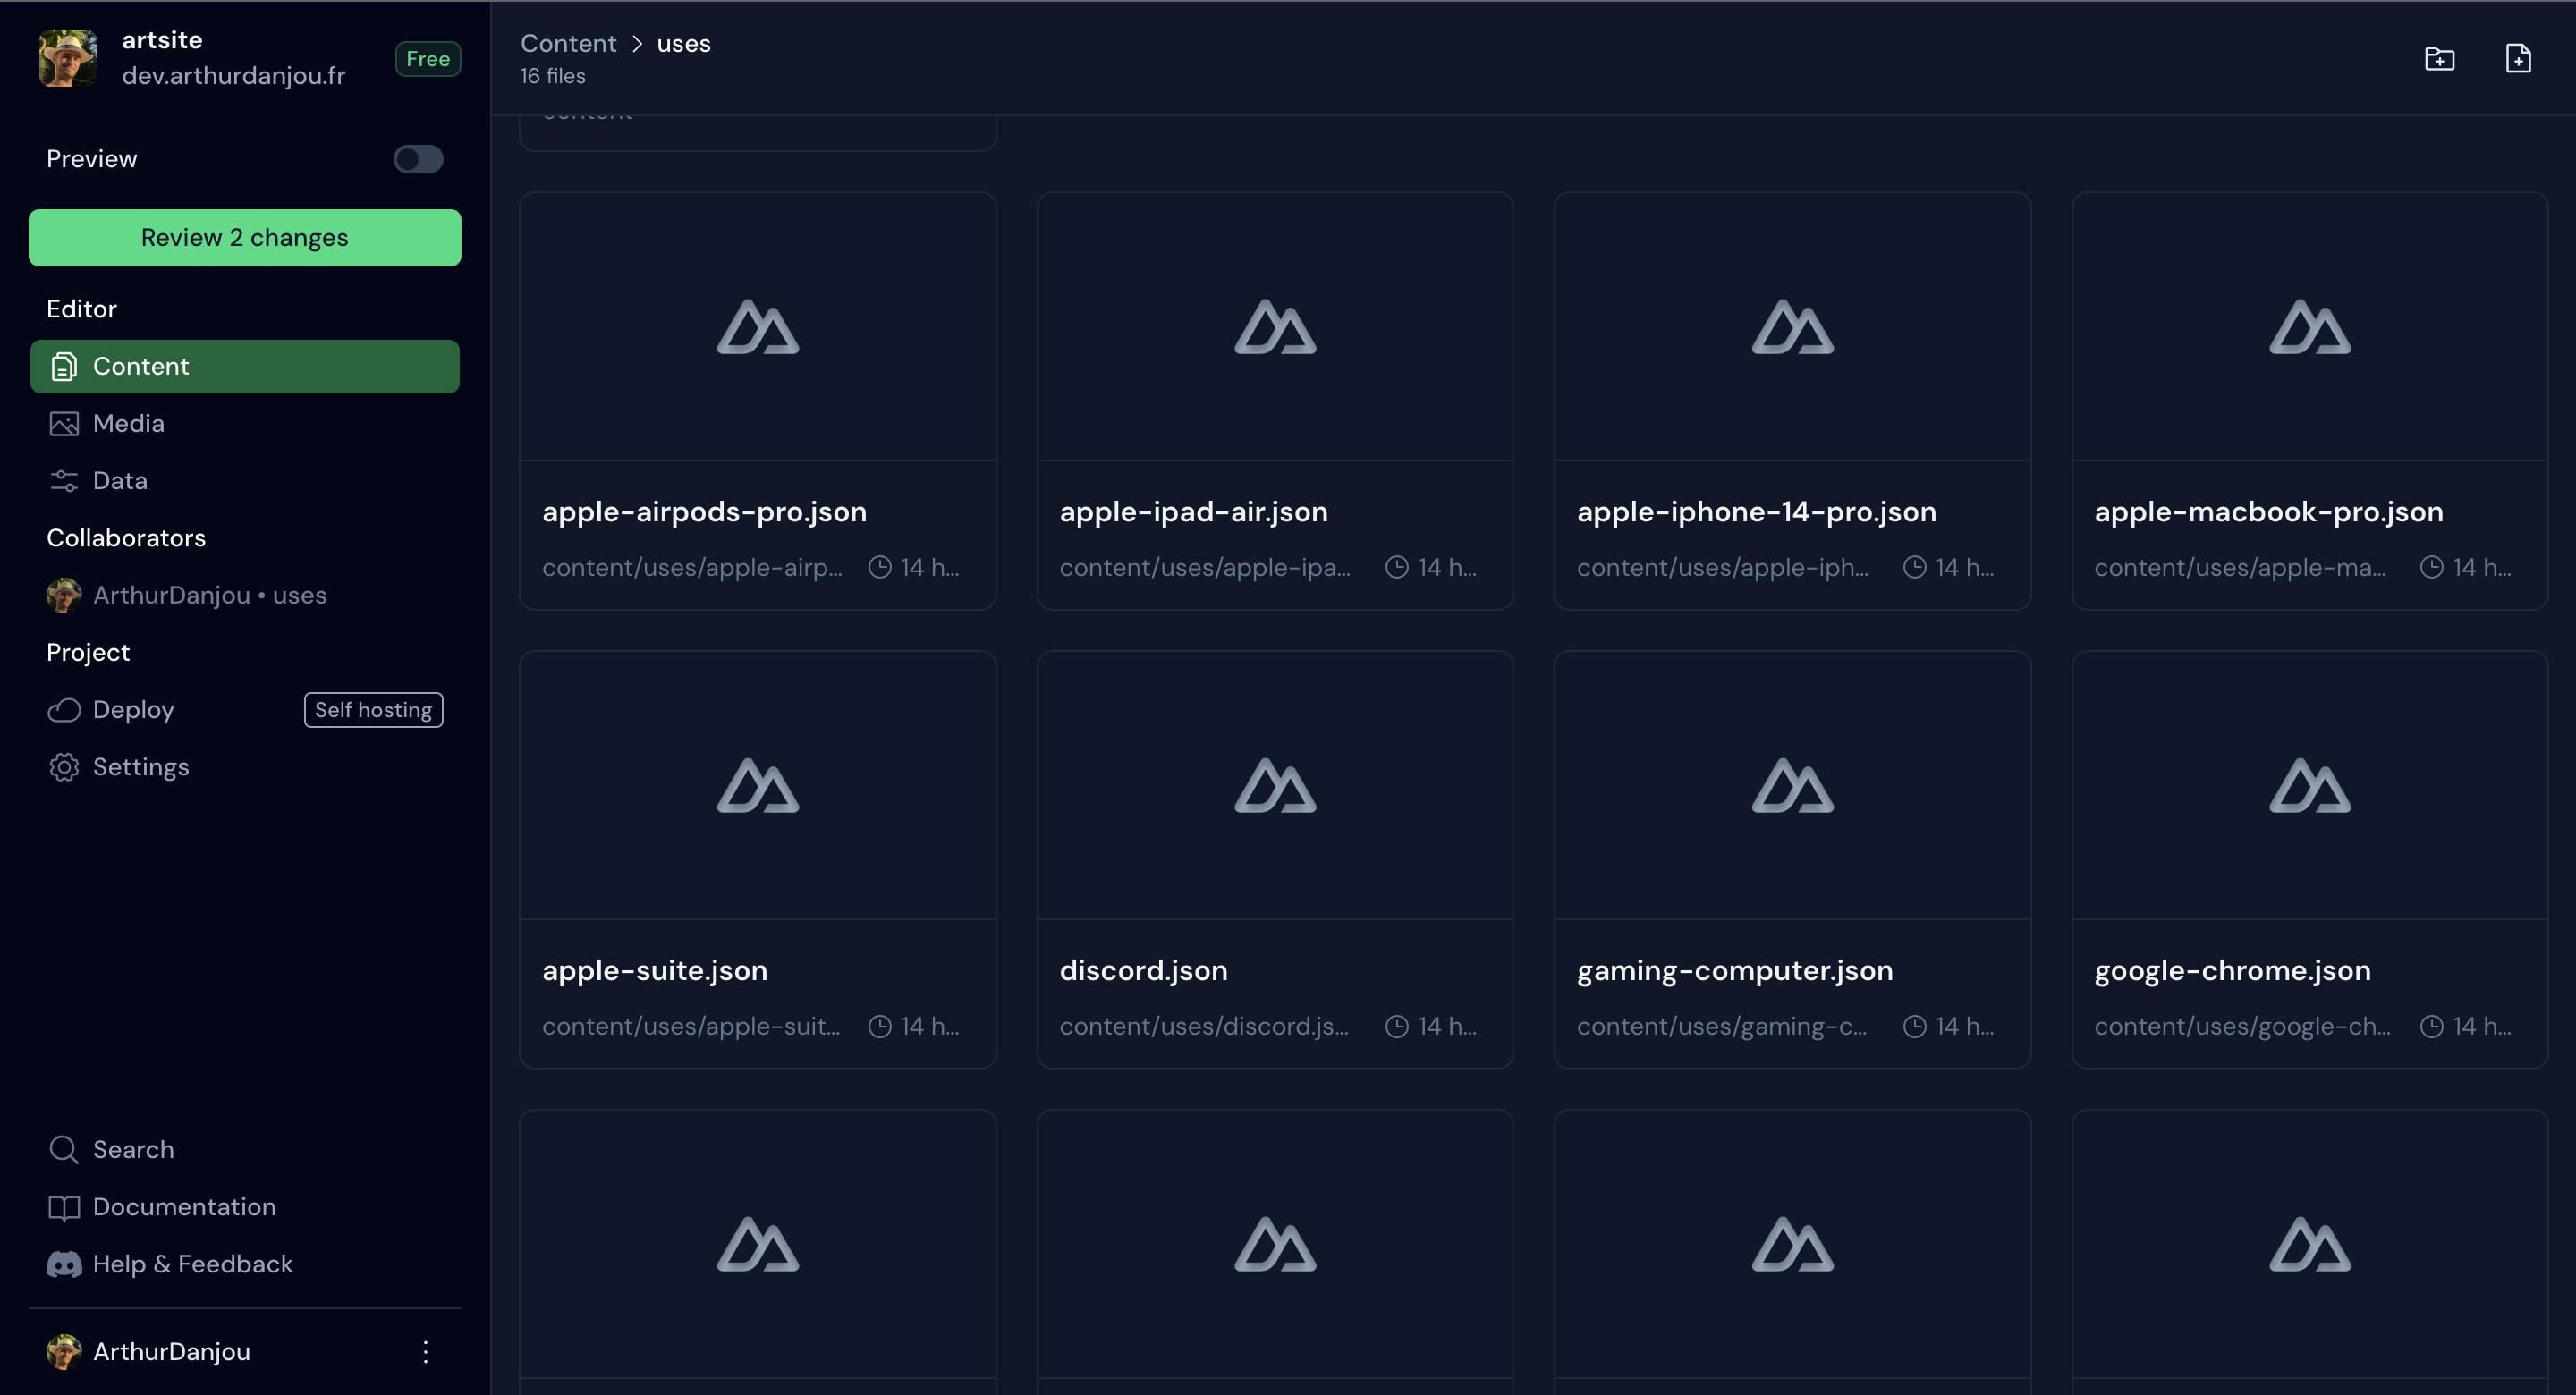 artsite
dev.arthurdanjou.fr
Free
Preview
Review 2 changes
Editor
Content
Media
Data
Collaborators
ArthurDanjou • uses
Project
Deploy
Self hosting
Settings
Search
Documentation
Help & Feedback
ArthurDanjou
Content > uses
16 files
content
apple-airpods-pro.json
content/uses/apple-airp... 14 h...
apple-ipad-air.json
content/uses/apple-ipa... 14 h...
apple-iphone-14-pro.json
content/uses/apple-iph... 14 h...
apple-macbook-pro.json
content/uses/apple-ma... 14 h...
apple-suite.json
content/uses/apple-suit... 14 h...
discord.json
content/uses/discord.js... 14 h...
gaming-computer.json
content/uses/gaming-c... 14 h...
google-chrome.json
content/uses/google-ch... 14 h...